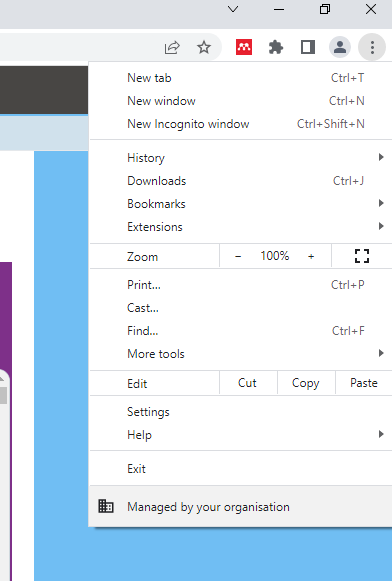 New tab Ctrl+T
New window Ctrl+N
New Incognito window Ctrl+Shift+N
History
Downloads Ctrl+J
Bookmarks
Extensions
Zoom - 100% +
Print... Ctrl+P
Cast...
Find... Ctrl+F
More tools
Edit Cut Copy Paste
Settings
Help
Exit
Managed by your organisation